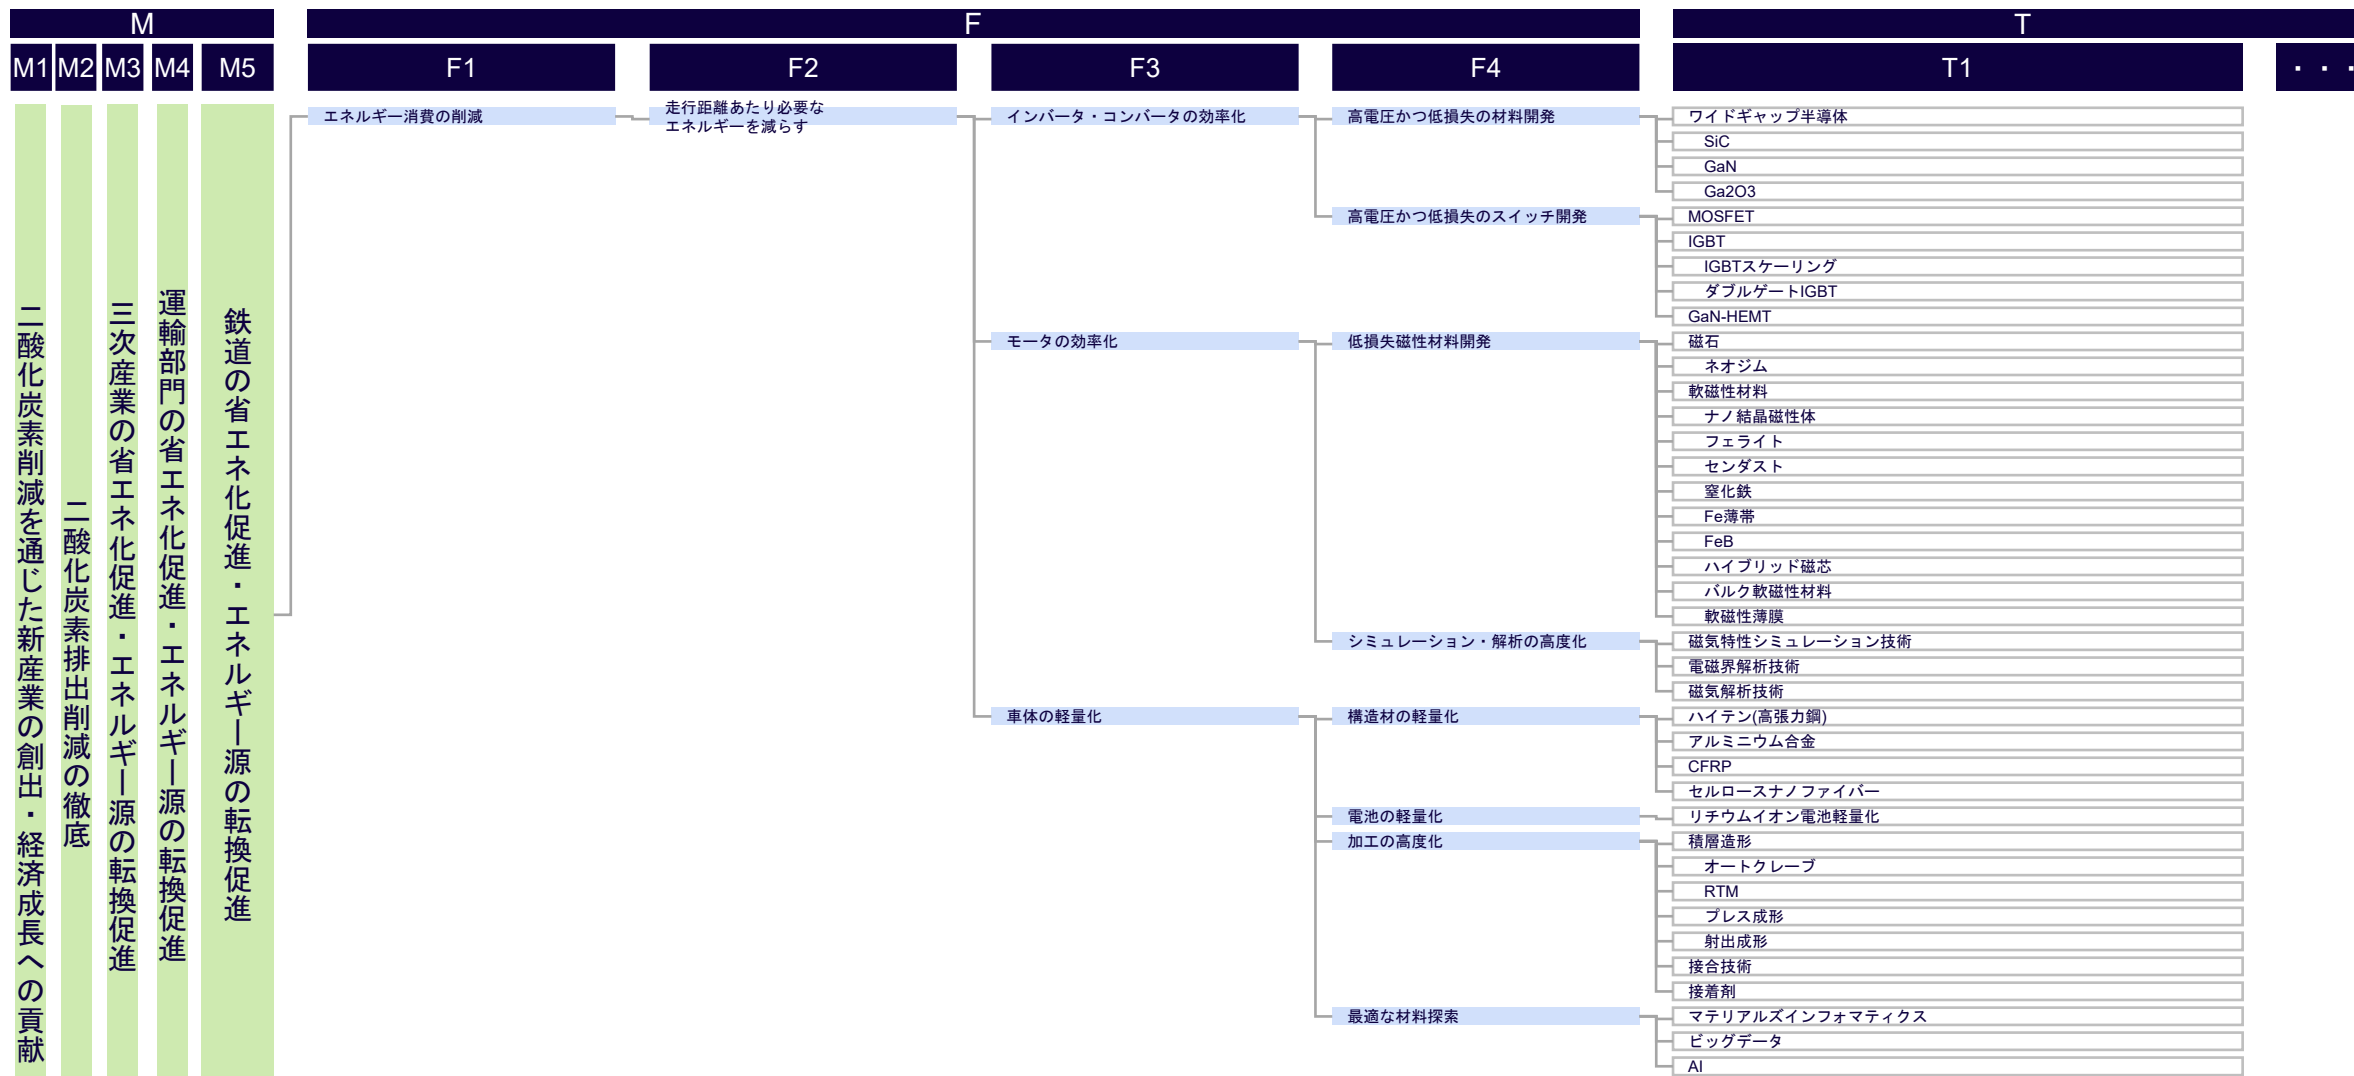 M
F
T
M1
M2
M3
M4
M5
F1
F2
F3
F4
T1
・・・
二酸化炭素削減を通じた新産業の創出・経済成長への貢献
二酸化炭素排出削減の徹底
三次産業の省エネ化促進・エネルギー源の転換促進
運輸部門の省エネ化促進・エネルギー源の転換促進
鉄道の省エネ化促進・エネルギー源の転換促進
エネルギー消費の削減
走行距離あたり必要な
エネルギーを減らす
インバータ・コンバータの効率化
高電圧かつ低損失の材料開発
ワイドギャップ半導体
SiC
GaN
Ga2O3
高電圧かつ低損失のスイッチ開発
MOSFET
IGBT
IGBTスケーリング
ダブルゲートIGBT
GaN-HEMT
モータの効率化
低損失磁性材料開発
磁石
ネオジム
軟磁性材料
ナノ結晶磁性体
フェライト
センダスト
窒化鉄
Fe薄帯
FeB
ハイブリッド磁芯
バルク軟磁性材料
軟磁性薄膜
シミュレーション・解析の高度化
磁気特性シミュレーション技術
電磁界解析技術
磁気解析技術
車体の軽量化
構造材の軽量化
ハイテン(高張力鋼)
アルミニウム合金
CFRP
セルロースナノファイバー
電池の軽量化
リチウムイオン電池軽量化
加工の高度化
積層造形
オートクレーブ
RTM
プレス成形
射出成形
接合技術
接着剤
最適な材料探索
マテリアルズインフォマティクス
ビッグデータ
AI